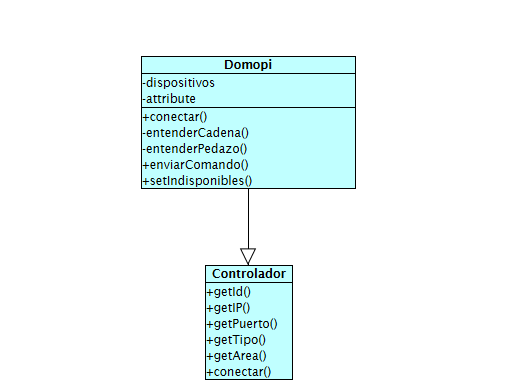 Domopi
-dispositivos
-attribute
+conectar()
-entenderCadena()
-entenderPedazo()
+enviarComando()
+setIndisponibles()
Controlador
+getId()
+getIP()
+getPuerto()
+getTipo()
+getArea()
+conectar()